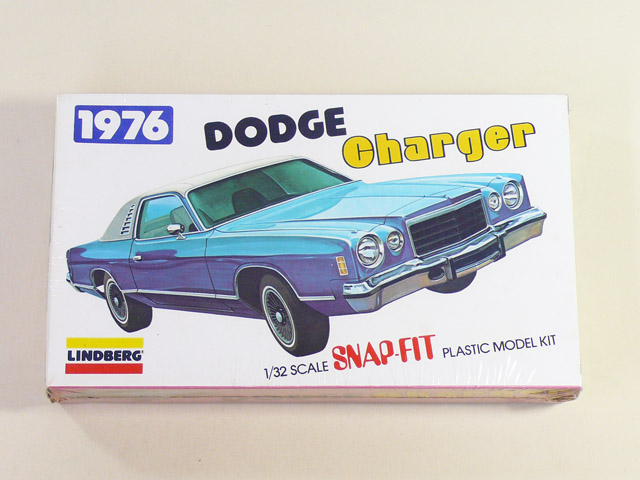 1976
DODGE
Charger
LINDBERG®
1/32 SCALE SNAP-FIT PLASTIC MODEL KIT